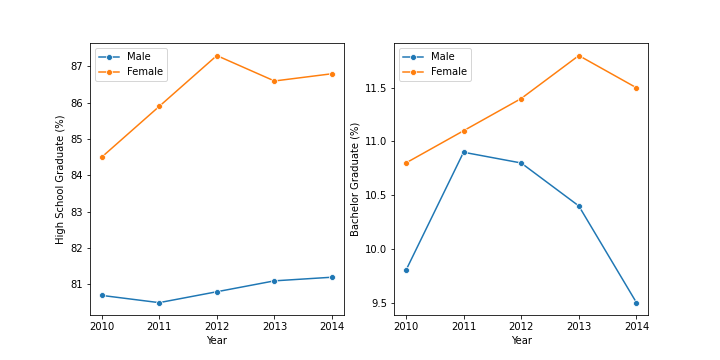 Male
Female
87
86
85
84
83
82
81
High School Graduate (%)
2010 2011 2012 2013 2014
Year
Male
Female
11.5
11.0
10.5
10.0
9.5
Bachelor Graduate (%)
2010 2011 2012 2013 2014
Year